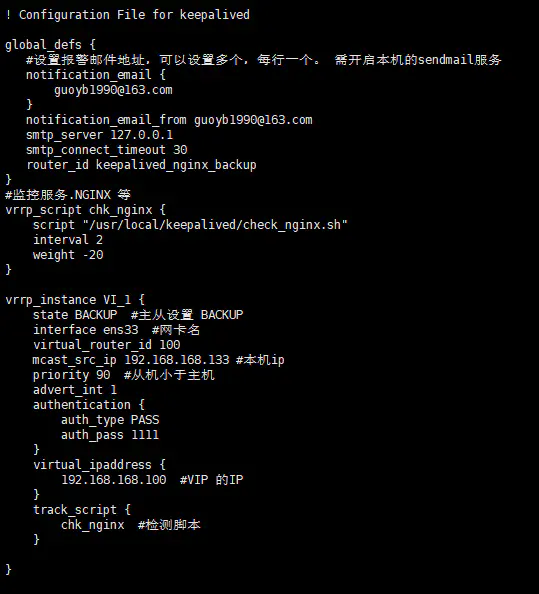 ! Configuration File for keepalived
global_defs {
#设置报警邮件地址，可以设置多个，每行一个。 需开启本机的sendmail服务
notification_email {
guoyb1990@163.com
}
notification_email_from guoyb1990@163.com
smtp_server 127.0.0.1
smtp_connect_timeout 30
router_id keepalived_nginx_backup
}
#监控服务.NGINX 等
vrrp_script chk_nginx {
script "/usr/local/keepalived/check_nginx.sh"
interval 2
weight -20
}
vrrp_instance VI_1 {
state BACKUP  #主从设置 BACKUP
interface ens33  #网卡名
virtual_router_id 100
mcast_src_ip 192.168.168.133 #本机ip
priority 90  #从机小于主机
advert_int 1
authentication {
auth_type PASS
auth_pass 1111
}
virtual_ipaddress {
192.168.168.100  #VIP 的IP
}
track_script {
chk_nginx  #检测脚本
}
}